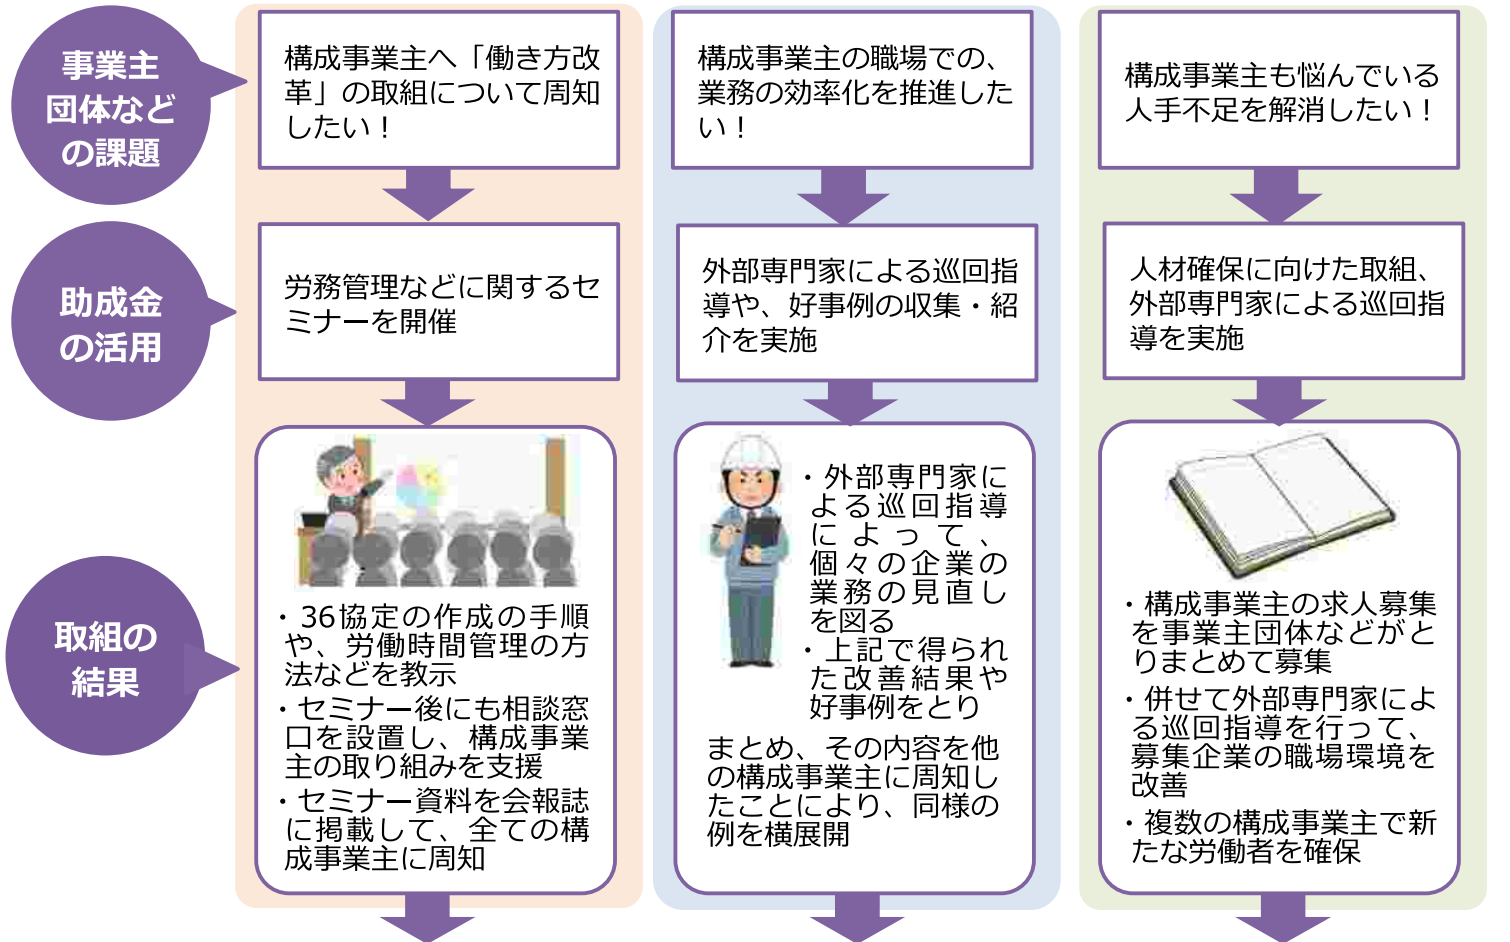 事業主
団体など
の課題
構成事業主へ「働き方改
革」の取組について周知
したい！
構成事業主の職場での、
業務の効率化を推進した
い！
構成事業主も悩んでいる
人手不足を解消したい！
助成金
の活用
労務管理などに関するセ
ミナーを開催
外部専門家による巡回指
導や、好事例の収集・紹
介を実施
人材確保に向けた取組、
外部専門家による巡回指
導を実施
取組の
結果
・36協定の作成の手順
や、労働時間管理の方
法などを教示
・セミナー後にも相談窓
口を設置し、構成事業
主の取り組みを支援
・セミナー資料を会報誌
に掲載して、全ての構
成事業主に周知
・外部専門家に
よる巡回指導
によって、
個々の企業の
業務の見直し
を図る
・上記で得られ
た改善結果や
好事例をとり
まとめ、その内容を他
の構成事業主に周知し
たことにより、同様の
例を横展開
・構成事業主の求人募集
を事業主団体などがと
りまとめて募集
・併せて外部専門家によ
る巡回指導を行って、
募集企業の職場環境を
改善
・複数の構成事業主で新
たな労働者を確保